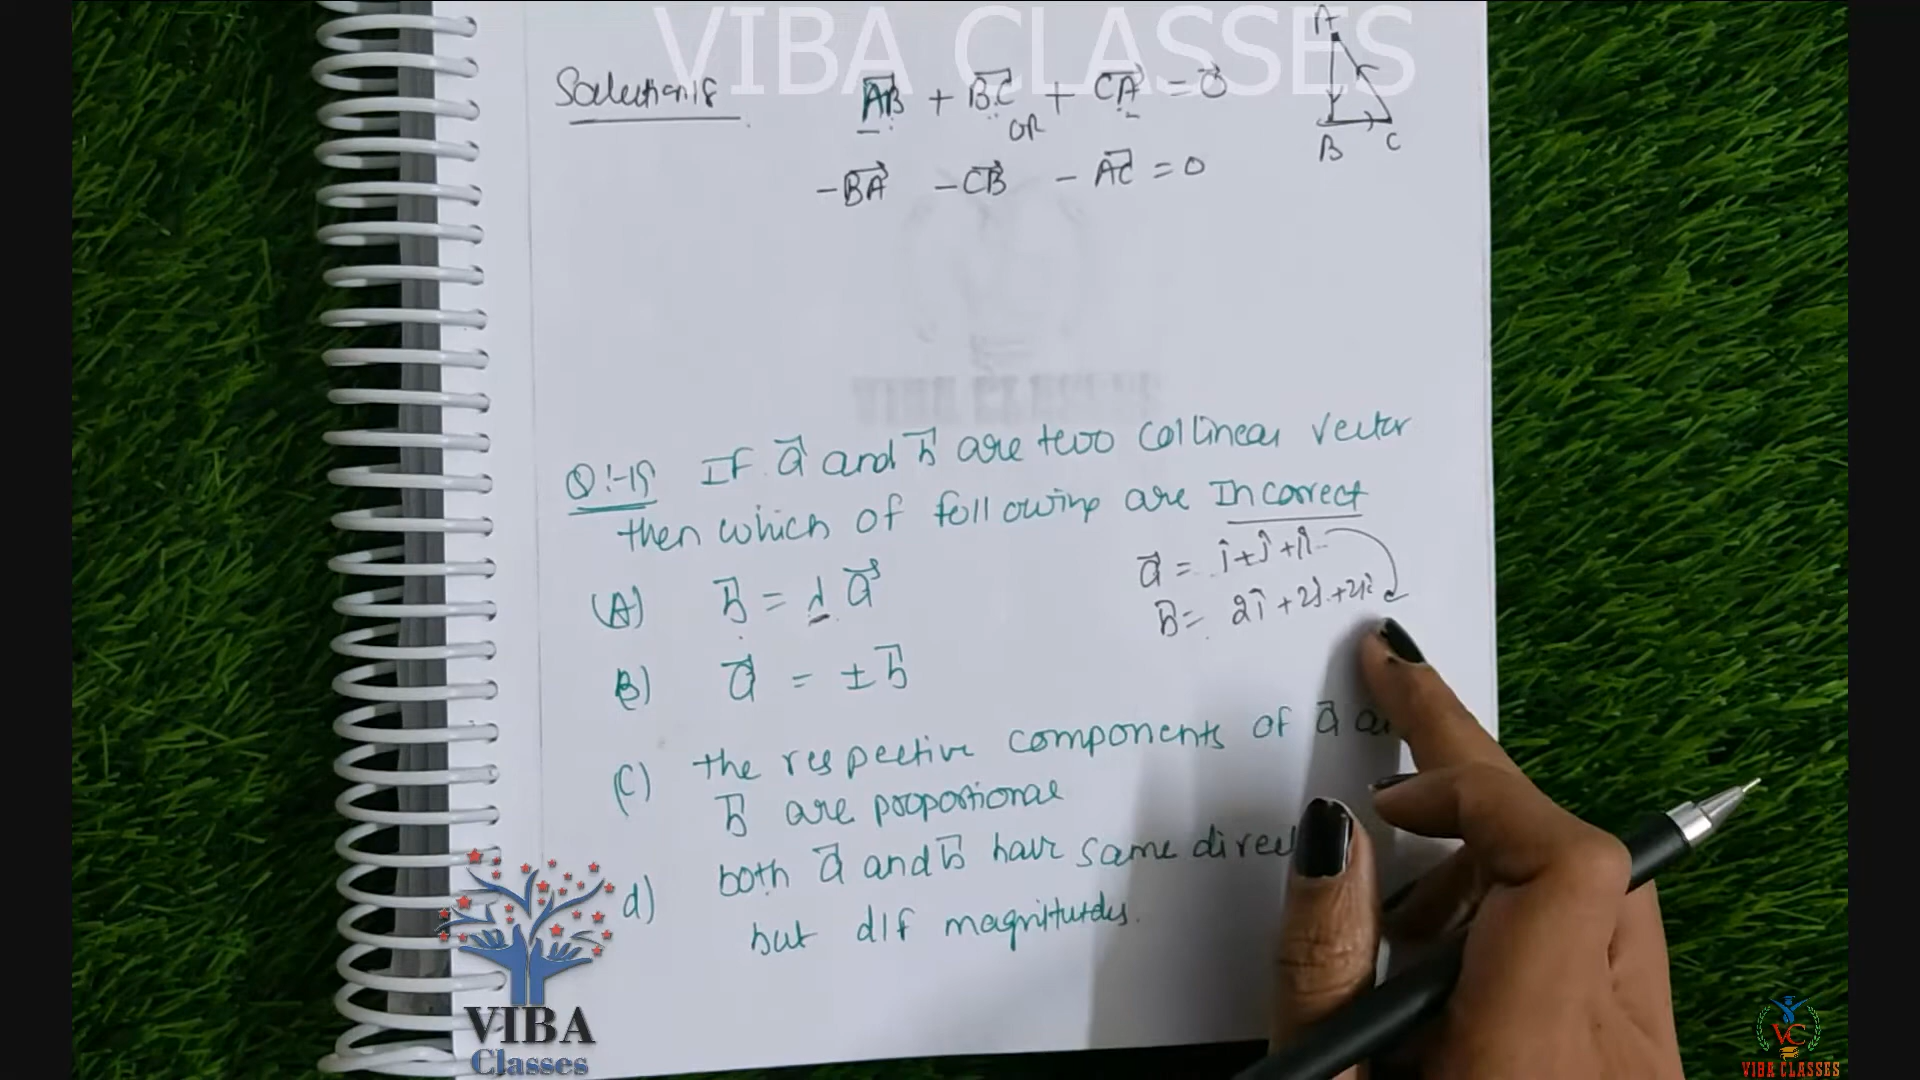 VIBA CLASSES
A
Solution:-
AB + BC + CA = 0
OR
B C
-BA -CB - AC = 0
Q:-19 If a and b are two collinear vector
then which of following are Incorrect
a = i + j + k
(A) b = λ a
b = 2i + 2j + 2k
B) a = ± b
(C) the respective components of a
b are proportional
d) both a and b have same
but dif magnitudes.
VIBA
Classes
VC
VIBA CLASSES